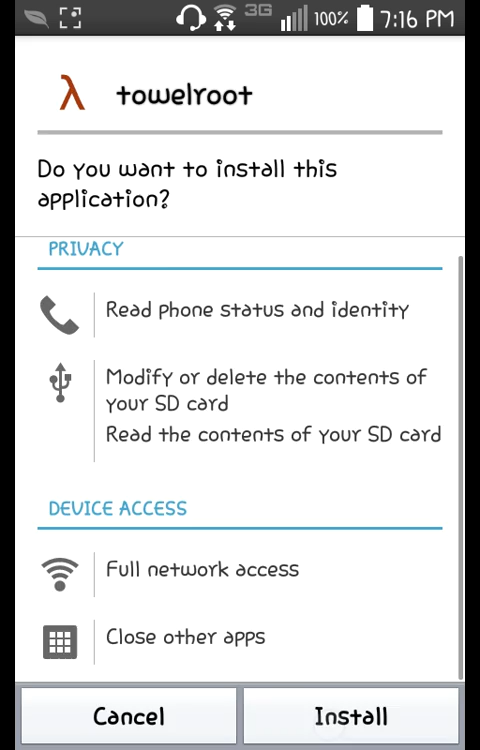 3G 100% 7:16 PM
λ towelroot
Do you want to install this
application?
PRIVACY
Read phone status and identity
Modify or delete the contents of
your SD card
Read the contents of your SD card
DEVICE ACCESS
Full network access
Close other apps
Cancel Install